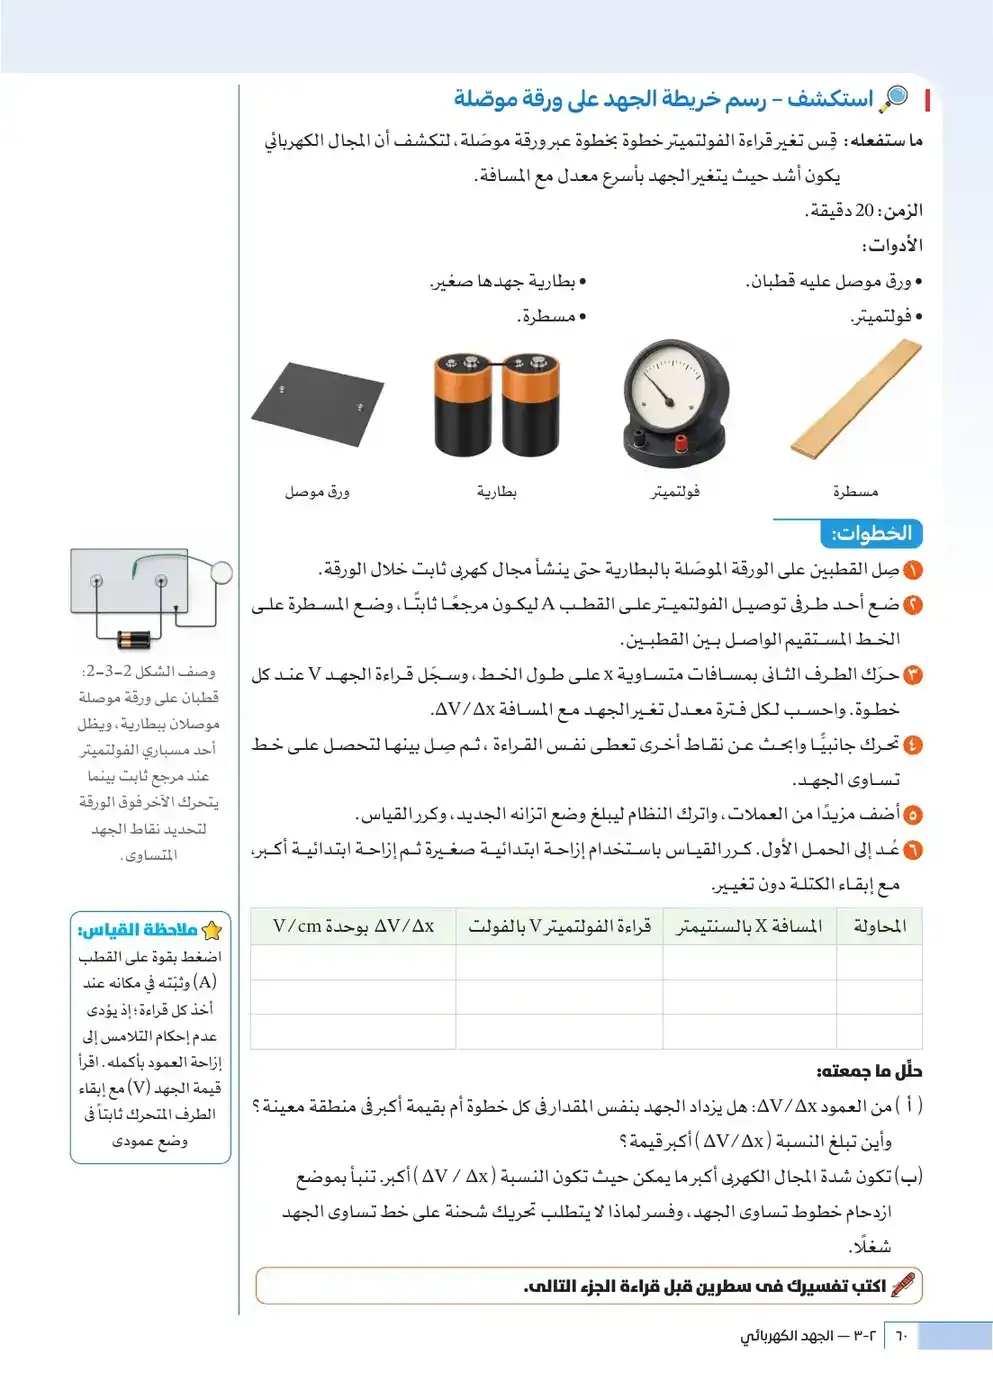 استكشف – رسم خريطة الجهد على ورقة موصّلة
ما ستفعله: قِس تغير قراءة الفولتميتر خطوة بخطوة عبر ورقة موصّلة، لتكشف أن المجال الكهربائي
يكون أشد حيث يتغير الجهد بأسرع معدل مع المسافة.
الزمن: 20 دقيقة.
الأدوات:
• ورق موصل عليه قطبان.
• بطارية جهدها صغير.
• فولتميتر.
• مسطرة.
مسطرة
فولتميتر
بطارية
ورق موصل
الخطوات:
١ صِل القطبين على الورقة الموصّلة بالبطارية حتى ينشأ مجال كهربى ثابت خلال الورقة.
٢ ضع أحد طرفى توصيل الفولتميتر على القطب A ليكون مرجعًا ثابتًا، وضع المسطرة على
الخط المستقيم الواصل بين القطبين.
٣ حرّك الطرف الثانى بمسافات متساوية x على طول الخط، وسجّل قراءة الجهد V عند كل
خطوة. واحسب لكل فترة معدل تغير الجهد مع المسافة ΔV/Δx.
٤ تحرك جانبيًّا وابحث عن نقاط أخرى تعطى نفس القراءة ، ثم صِل بينها لتحصل على خط
تساوى الجهد.
٥ أضف مزيدًا من العملات، واترك النظام ليبلغ وضع اتزانه الجديد، وكرر القياس.
٦ عُد إلى الحمل الأول. كرر القياس باستخدام إزاحة ابتدائية صغيرة ثم إزاحة ابتدائية أكبر،
مع إبقاء الكتلة دون تغيير.
المحاولة
المسافة X بالسنتيمتر
قراءة الفولتميتر V بالفولت
ΔV/Δx بوحدة V/cm
حلّل ما جمعته:
( أ ) من العمود ΔV/Δx: هل يزداد الجهد بنفس المقدار فى كل خطوة أم بقيمة أكبر فى منطقة معينة ؟
وأين تبلغ النسبة ( ΔV/Δx ) أكبر قيمة ؟
(ب) تكون شدة المجال الكهربى أكبر ما يمكن حيث تكون النسبة ( ΔV / Δx ) أكبر. تنبأ بموضع
ازدحام خطوط تساوى الجهد، وفسر لماذا لا يتطلب تحريك شحنة على خط تساوى الجهد
شغلًا.
اكتب تفسيرك فى سطرين قبل قراءة الجزء التالى.
وصف الشكل 2-3-2:
قطبان على ورقة موصلة
موصلان ببطارية، ويظل
أحد مسباري الفولتميتر
عند مرجع ثابت بينما
يتحرك الآخر فوق الورقة
لتحديد نقاط الجهد
المتساوى.
ملاحظة القياس:
اضغط بقوة على القطب
(A) وثبّته في مكانه عند
أخذ كل قراءة؛ إذ يؤدى
عدم إحكام التلامس إلى
إزاحة العمود بأكمله. اقرأ
قيمة الجهد (V) مع إبقاء
الطرف المتحرك ثابتاً فى
وضع عمودى
٦٠
٢-٣ — الجهد الكهربائي